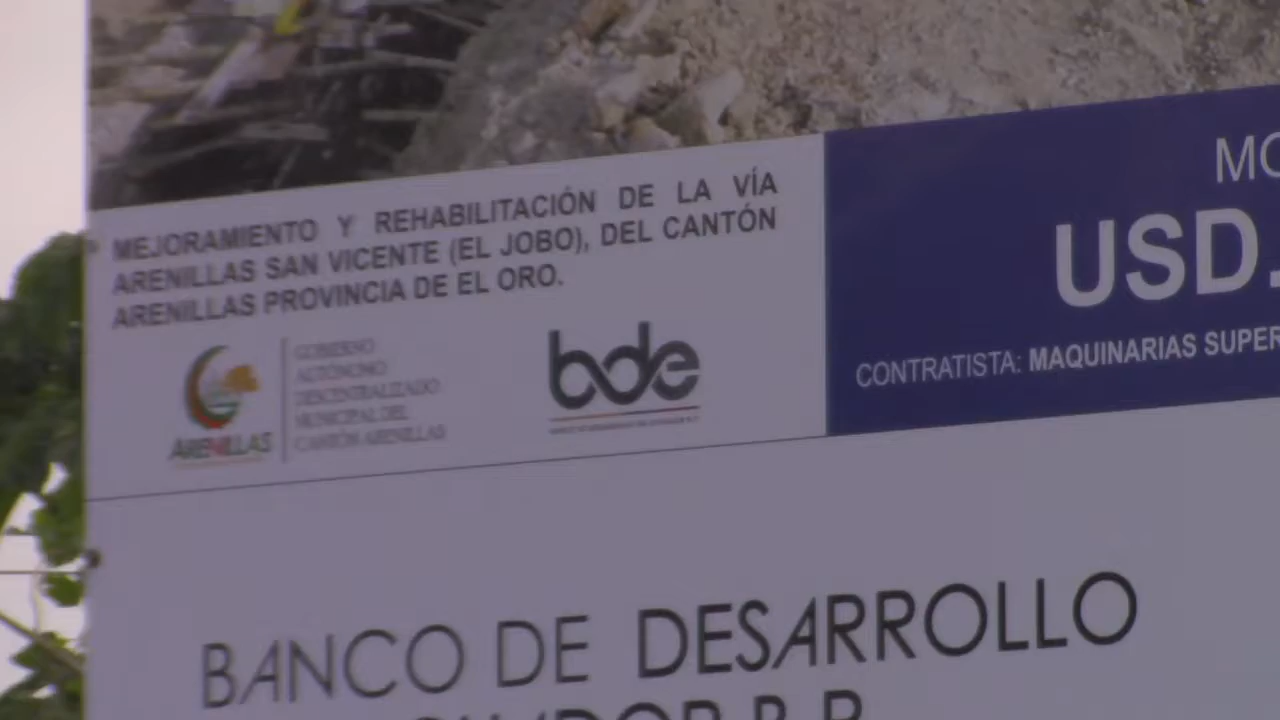 MEJORAMIENTO Y REHABILITACIÓN DE LA VÍA
ARENILLAS SAN VICENTE (EL JOBO), DEL CANTÓN
ARENILLAS PROVINCIA DE EL ORO.
ARENILLAS
GOBIERNO
AUTÓNOMO
DESCENTRALIZADO
MUNICIPAL DEL
CANTÓN ARENILLAS
bde
USD.
CONTRATISTA: MAQUINARIAS SUPER
BANCO DE DESARROLLO